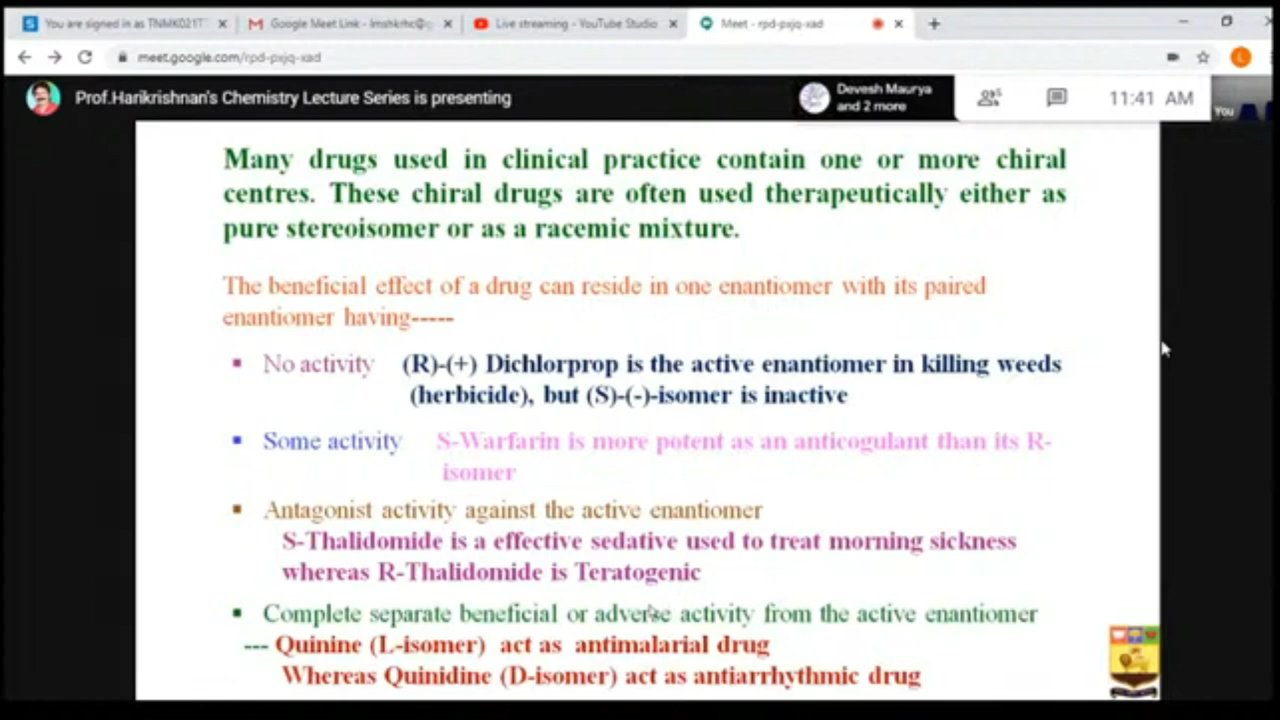 You are signed in as TNMK021T
Google Meet Link - lmshkrhc@g
Live streaming - YouTube Studio
Meet - rpd-pxjq-xad
meet.google.com/rpd-pxjq-xad
L
Prof.Harikrishnan's Chemistry Lecture Series is presenting
Devesh Maurya
and 2 more
11:41 AM
You
Many drugs used in clinical practice contain one or more chiral
centres. These chiral drugs are often used therapeutically either as
pure stereoisomer or as a racemic mixture.
The beneficial effect of a drug can reside in one enantiomer with its paired
enantiomer having-----
▪ No activity (R)-(+) Dichlorprop is the active enantiomer in killing weeds
(herbicide), but (S)-(-)-isomer is inactive
▪ Some activity S-Warfarin is more potent as an anticogulant than its R-
isomer
▪ Antagonist activity against the active enantiomer
S-Thalidomide is a effective sedative used to treat morning sickness
whereas R-Thalidomide is Teratogenic
▪ Complete separate beneficial or adverse activity from the active enantiomer
--- Quinine (L-isomer) act as antimalarial drug
Whereas Quinidine (D-isomer) act as antiarrhythmic drug